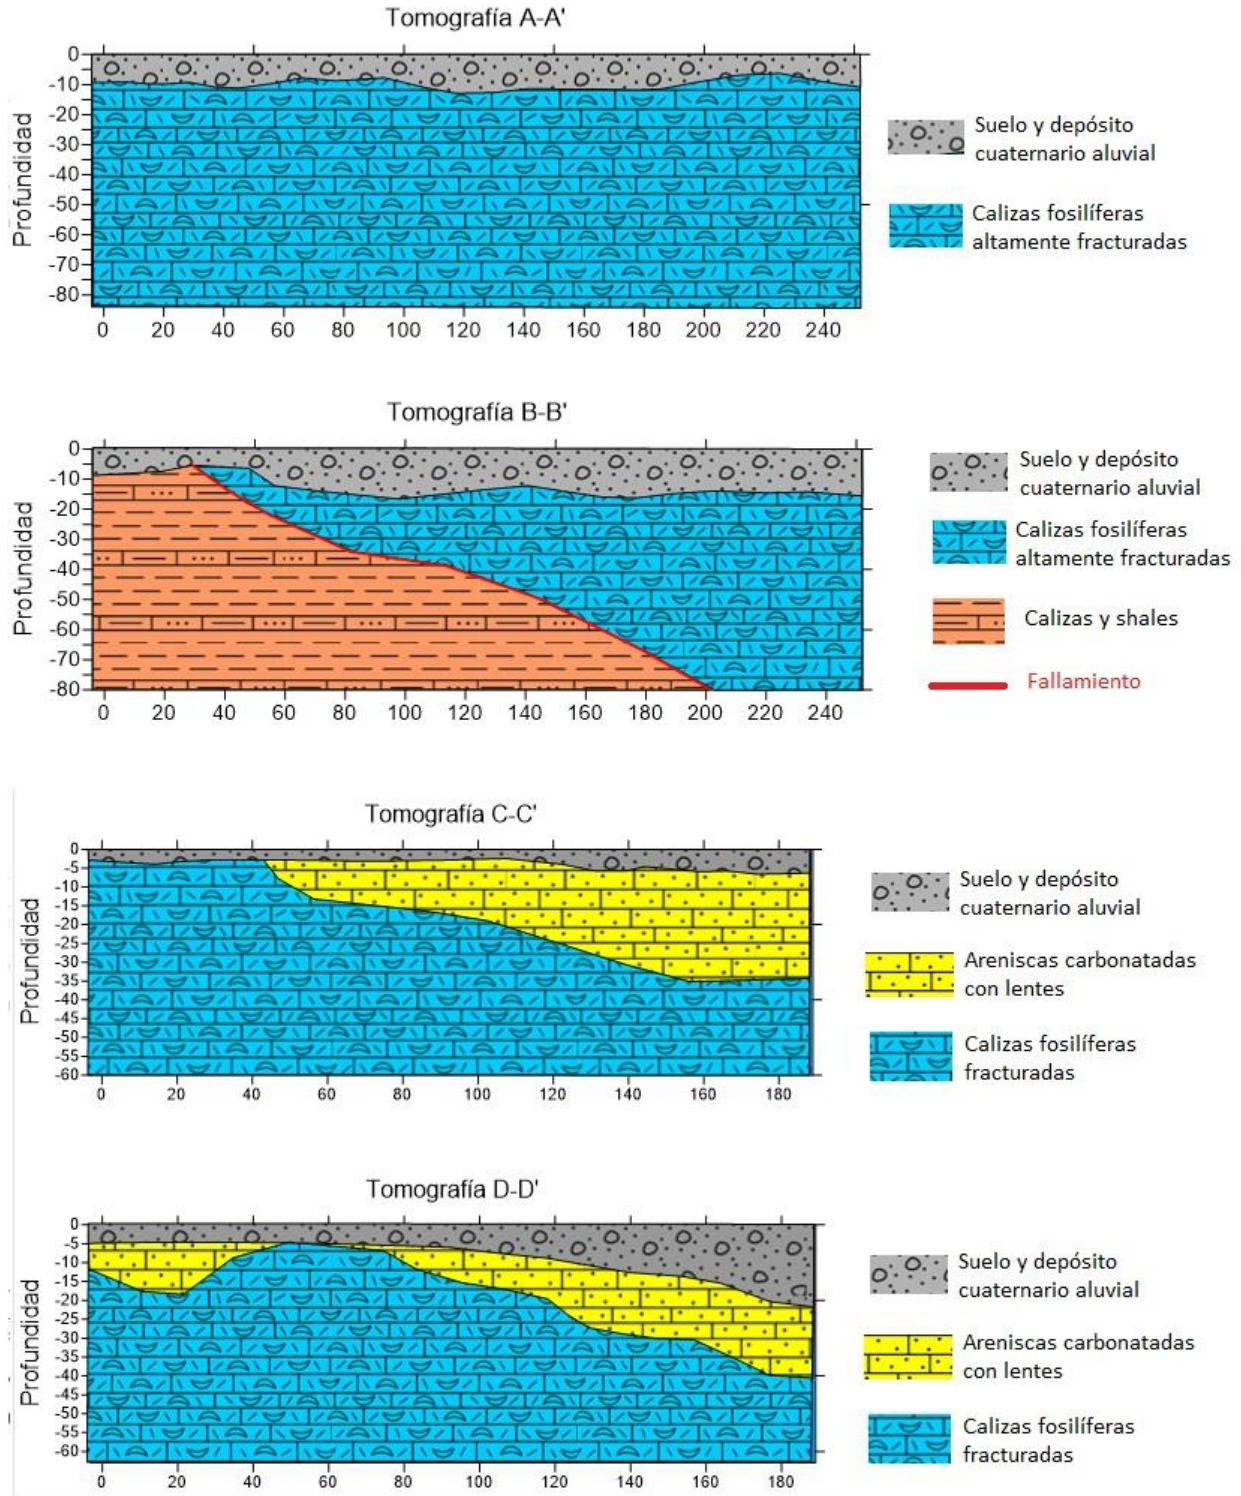 Tomografía A-A'
0
-10
-20
-30
-40
-50
-60
-70
-80
Profundidad
0 20 40 60 80 100 120 140 160 180 200 220 240
Suelo y depósito
cuaternario aluvial
Calizas fosilíferas
altamente fracturadas
Tomografía B-B'
0
-10
-20
-30
-40
-50
-60
-70
-80
Profundidad
0 20 40 60 80 100 120 140 160 180 200 220 240
Suelo y depósito
cuaternario aluvial
Calizas fosilíferas
altamente fracturadas
Calizas y shales
Fallamiento
Tomografía C-C'
0
-5
-10
-15
-20
-25
-30
-35
-40
-45
-50
-55
-60
Profundidad
0 20 40 60 80 100 120 140 160 180
Suelo y depósito
cuaternario aluvial
Areniscas carbonatadas
con lentes
Calizas fosilíferas
fracturadas
Tomografía D-D'
0
-5
-10
-15
-20
-25
-30
-35
-40
-45
-50
-55
-60
Profundidad
0 20 40 60 80 100 120 140 160 180
Suelo y depósito
cuaternario aluvial
Areniscas carbonatadas
con lentes
Calizas fosilíferas
fracturadas